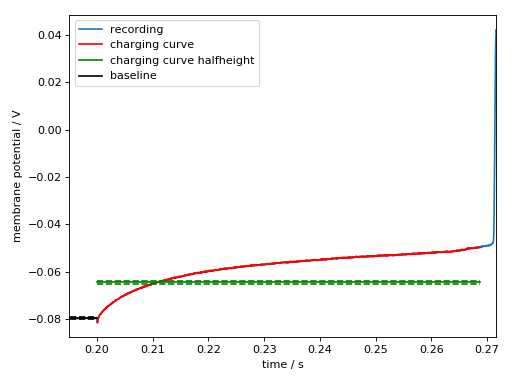 recording
charging curve
charging curve halfheight
baseline
0.04
0.02
0.00
−0.02
−0.04
−0.06
−0.08
membrane potential / V
0.20 0.21 0.22 0.23 0.24 0.25 0.26 0.27
time / s